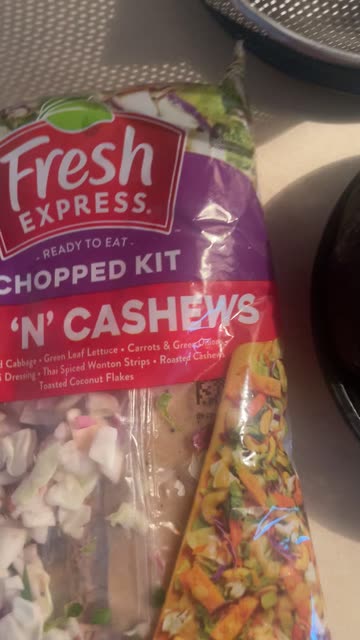 Fresh
EXPRESS®
- READY TO EAT -
CHOPPED KIT
'N' CASHEWS
Cabbage • Green Leaf Lettuce • Carrots & Green Onions
Dressing • Thai Spiced Wonton Strips • Roasted Cashews
Toasted Coconut Flakes